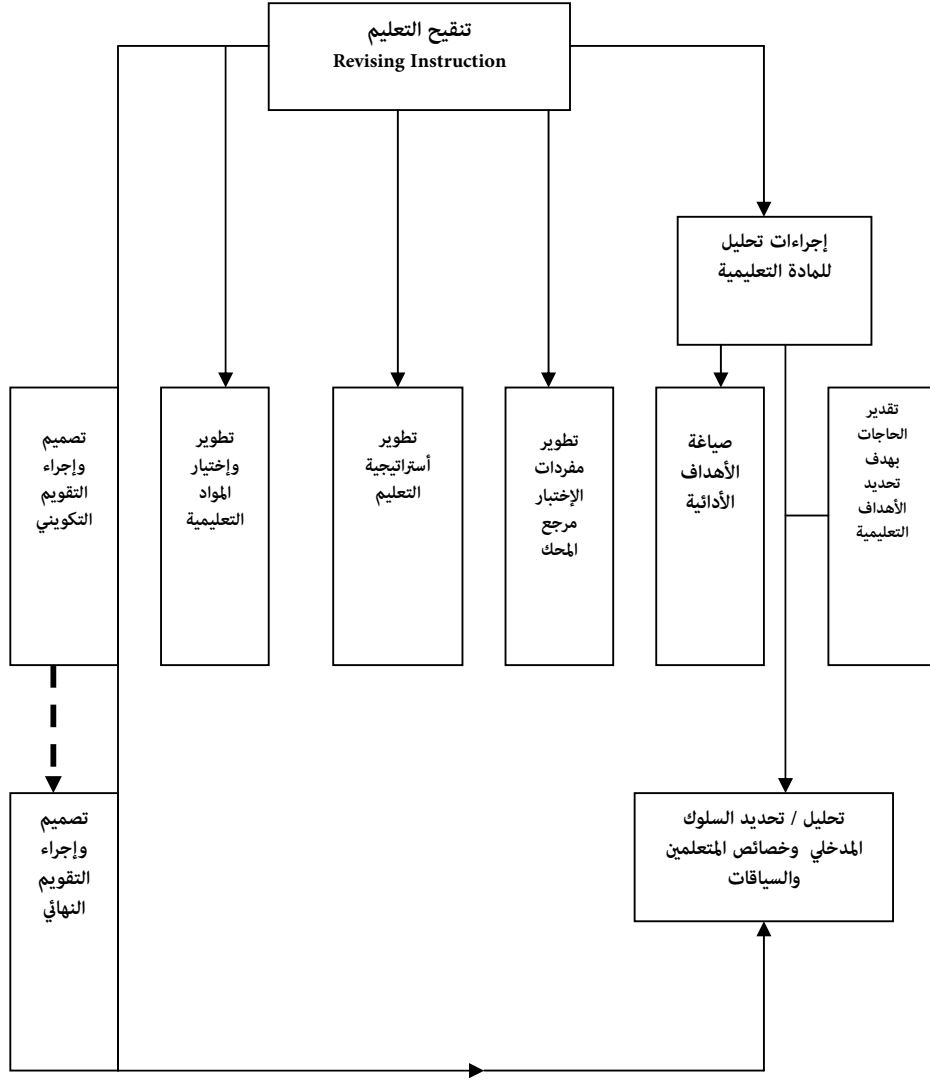 تنقيح التعليم
Revising Instruction
إجراءات تحليل
للمادة التعليمية
تقدير
الحاجات
بهدف
تحديد
الأهداف
التعليمية
صياغة
الأهداف
الأدائية
تطوير
مفردات
الإختبار
مرجع
المحك
تطوير
أستراتيجية
التعليم
تطوير
وإختيار
المواد
التعليمية
تصميم
وإجراء
التقويم
التكويني
تحليل / تحديد السلوك
المدخلي وخصائص المتعلمين
والسياقات
تصميم
وإجراء
التقويم
النهائي